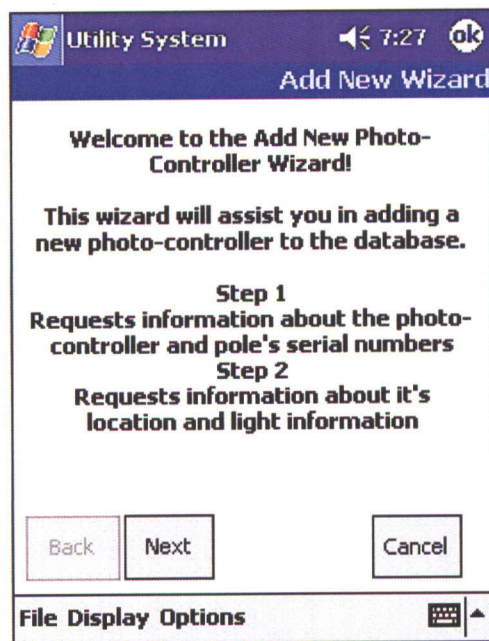 Utility System 7:27 ok
Add New Wizard
Welcome to the Add New Photo-
Controller Wizard!
This wizard will assist you in adding a
new photo-controller to the database.
Step 1
Requests information about the photo-
controller and pole's serial numbers
Step 2
Requests information about it's
location and light information
Back Next Cancel
File Display Options